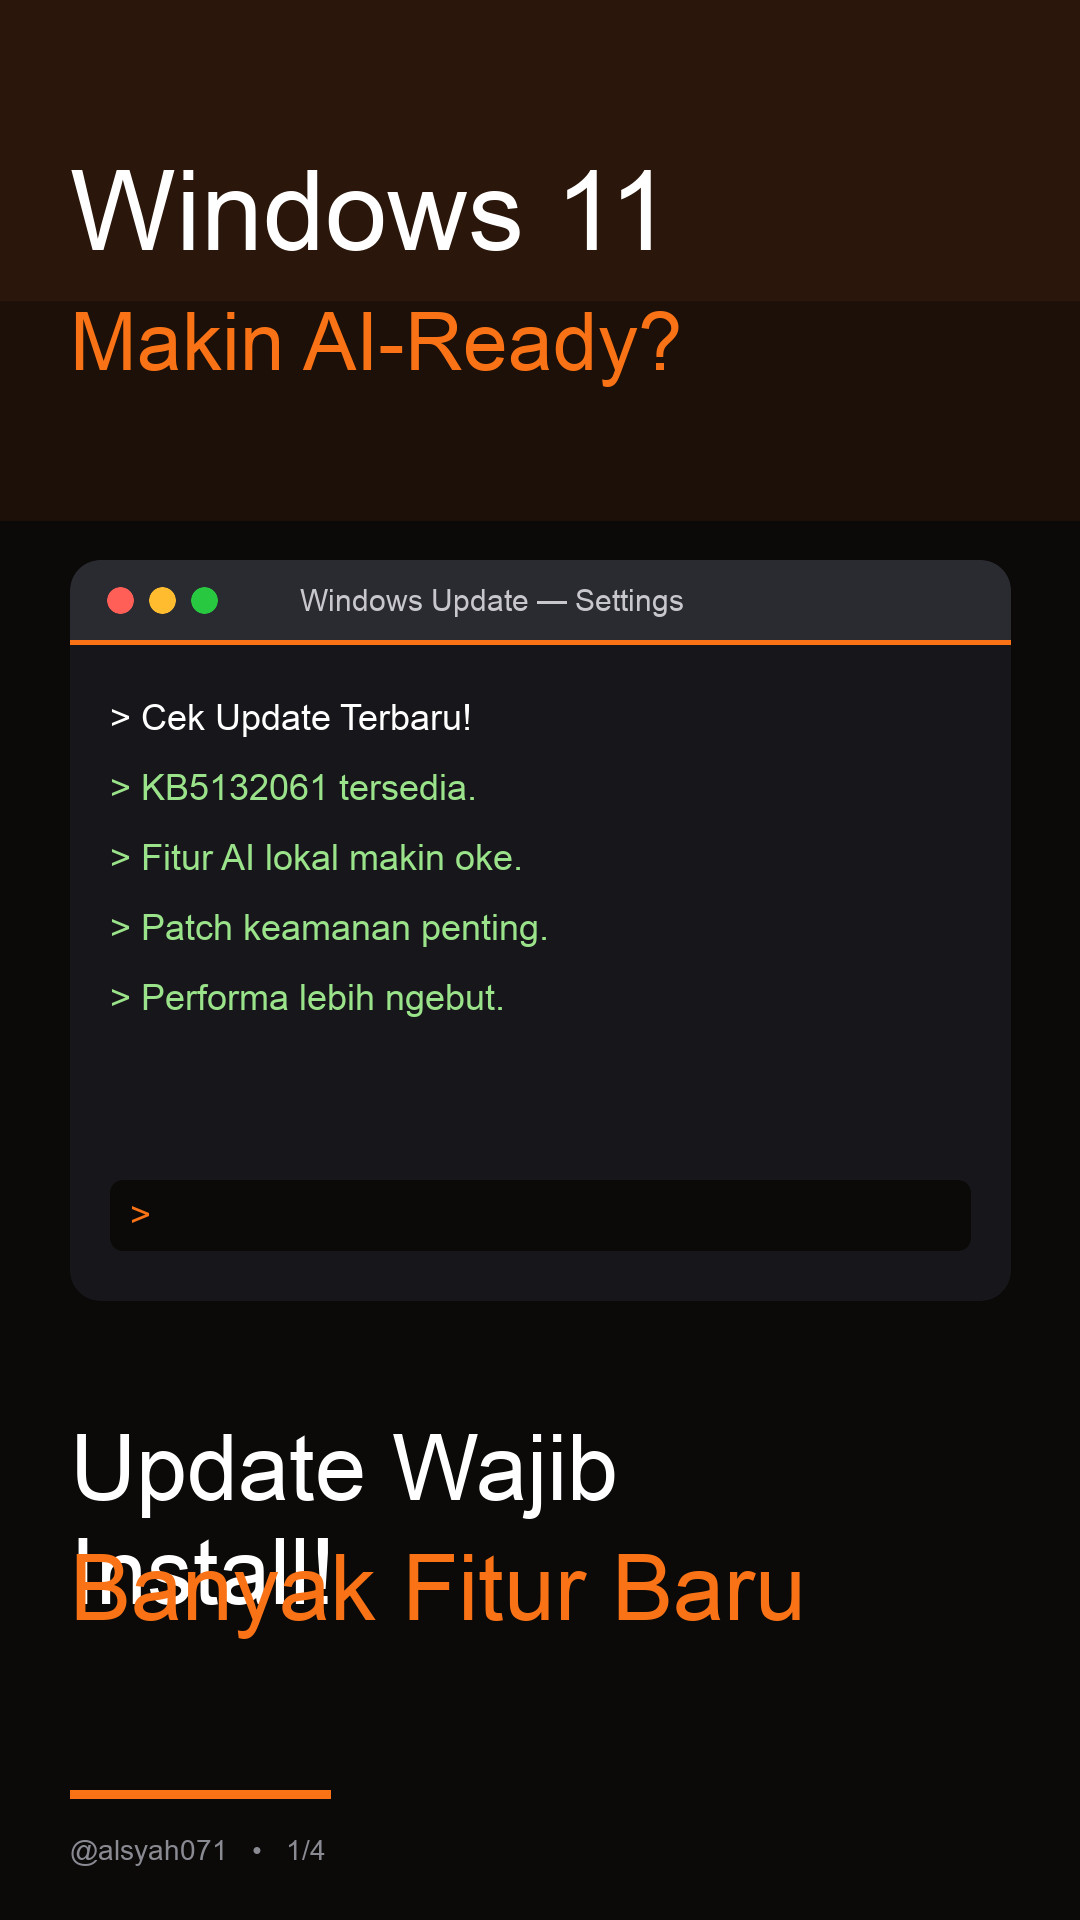 Windows 11
Makin AI-Ready?
Windows Update — Settings
> Cek Update Terbaru!
> KB5132061 tersedia.
> Fitur AI lokal makin oke.
> Patch keamanan penting.
> Performa lebih ngebut.
>
Update Wajib
Install!
Banyak Fitur Baru
@alsyah071 • 1/4